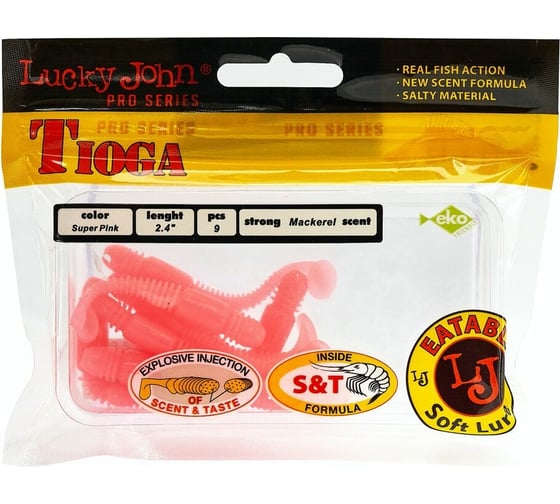 Lucky John®
PRO SERIES
· REAL FISH ACTION
· NEW SCENT FORMULA
· SALTY MATERIAL
TIOGA
PRO SERIES
PRO SERIES
color
Super Pink
lenght
2.4"
pcs
9
strong Mackerel scent
eko
EXPLOSIVE INJECTION
OF
SCENT & TASTE
INSIDE
S&T
FORMULA
EATABL
LJ
LJ
Soft Lur